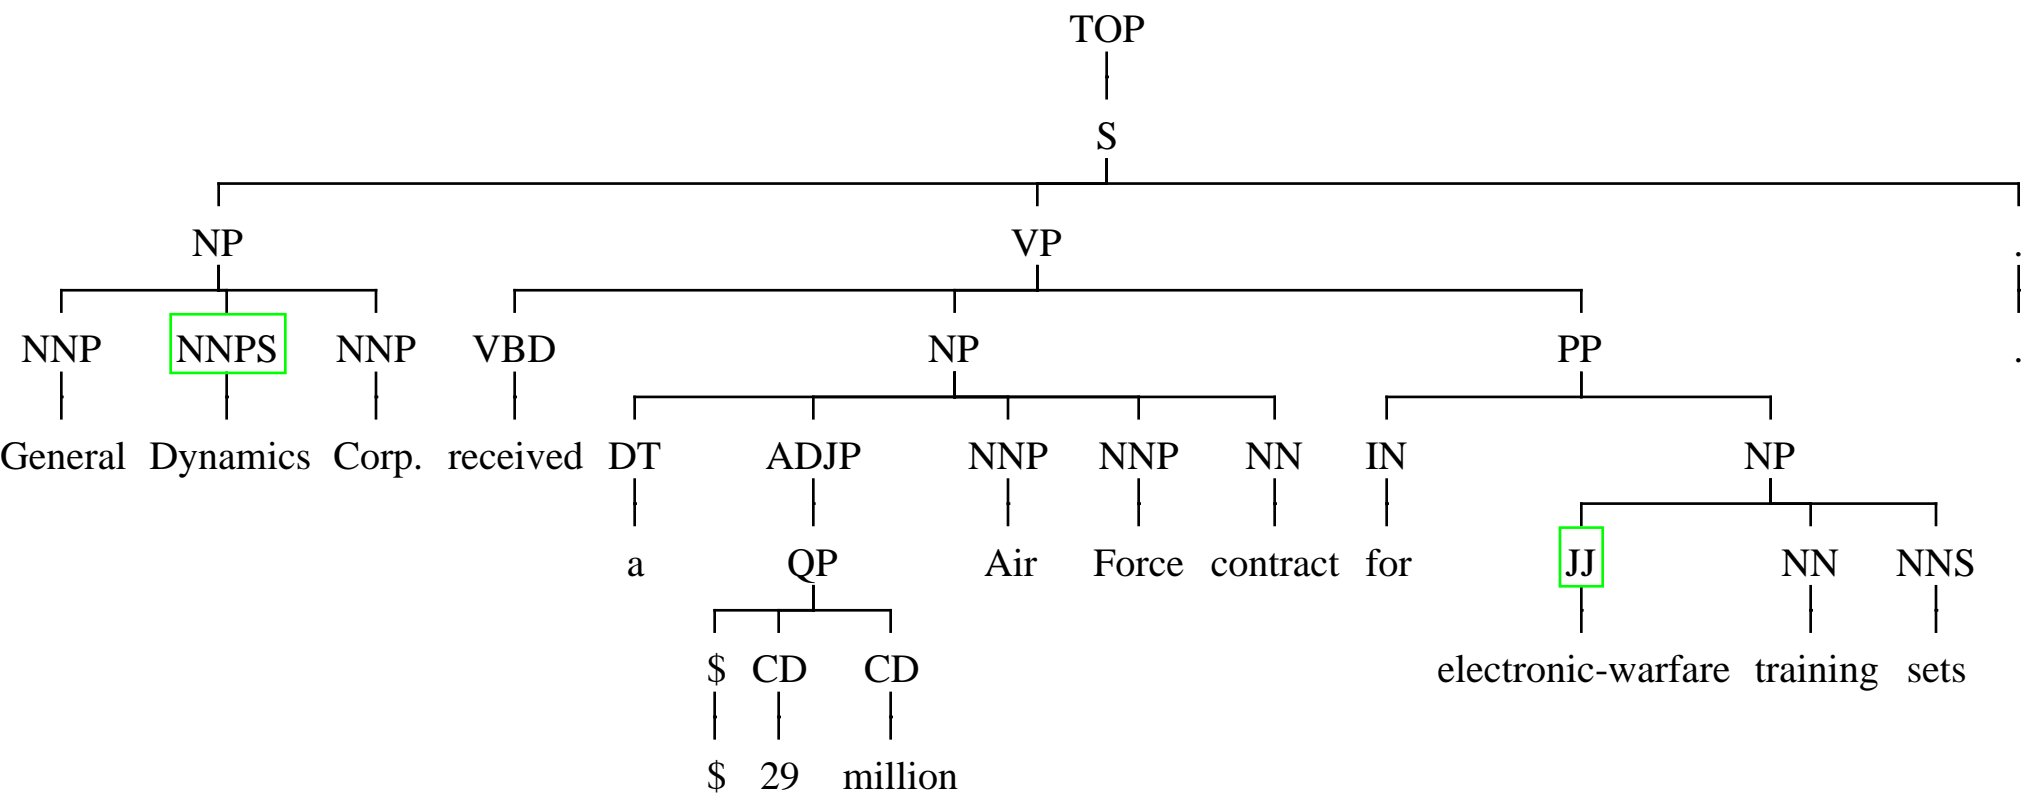 TOP
S
NP VP .
NNP NNPS NNP VBD NP PP .
General Dynamics Corp. received DT ADJP NNP NNP NN IN NP
a QP Air Force contract for JJ NN NNS
$ CD CD electronic-warfare training sets
$ 29 million